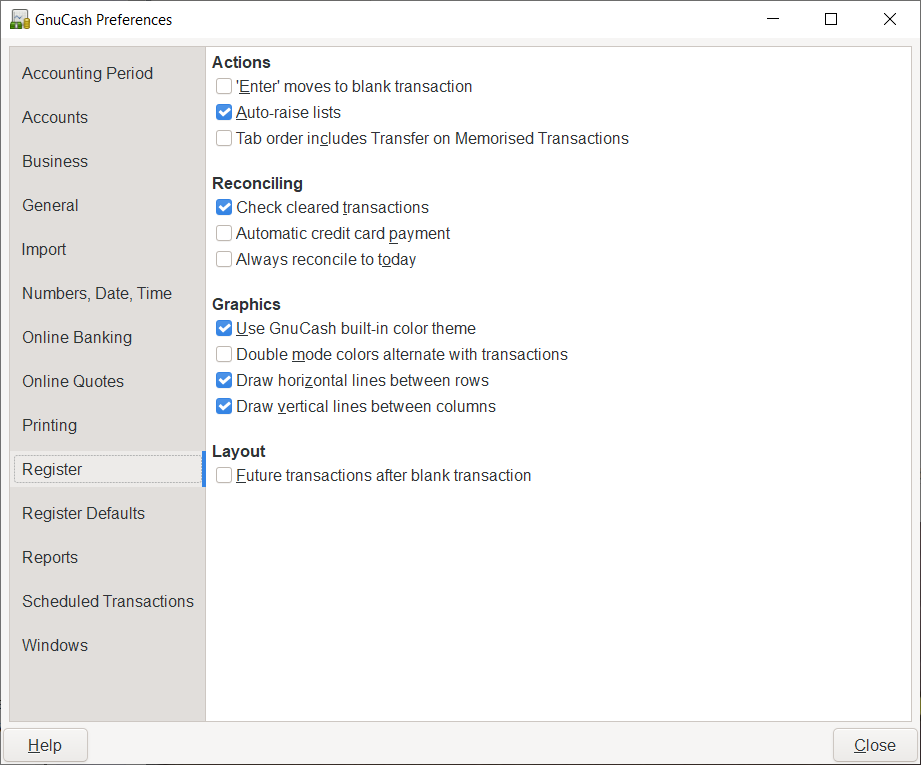 GnuCash Preferences
Accounting Period
Accounts
Business
General
Import
Numbers, Date, Time
Online Banking
Online Quotes
Printing
Register
Register Defaults
Reports
Scheduled Transactions
Windows
Actions
'Enter' moves to blank transaction
Auto-raise lists
Tab order includes Transfer on Memorised Transactions
Reconciling
Check cleared transactions
Automatic credit card payment
Always reconcile to today
Graphics
Use GnuCash built-in color theme
Double mode colors alternate with transactions
Draw horizontal lines between rows
Draw vertical lines between columns
Layout
Future transactions after blank transaction
Help
Close